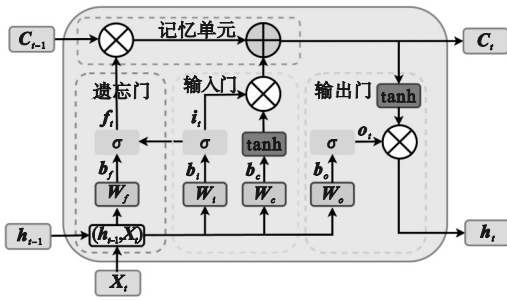 C_{t-1} 记忆单元 C_t
遗忘门 输入门 输出门
tanh
f_t i_t o_t
σ σ tanh σ
b_f b_i b_c b_o
W_f W_i W_c W_o
h_{t-1} (h_{t-1},X_t) h_t
X_t